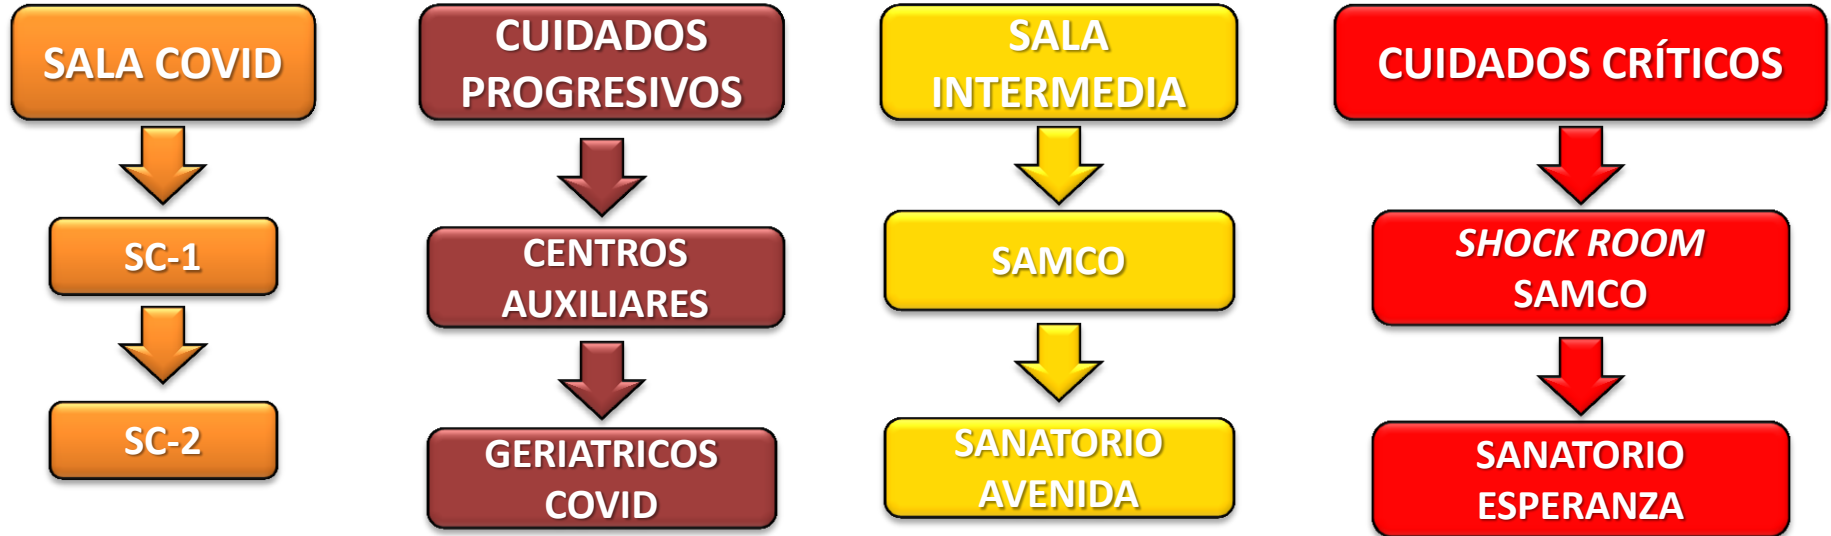 SALA COVID
SC-1
SC-2
CUIDADOS
PROGRESIVOS
CENTROS
AUXILIARES
GERIATRICOS
COVID
SALA
INTERMEDIA
SAMCO
SANATORIO
AVENIDA
CUIDADOS CRÍTICOS
SHOCK ROOM
SAMCO
SANATORIO
ESPERANZA